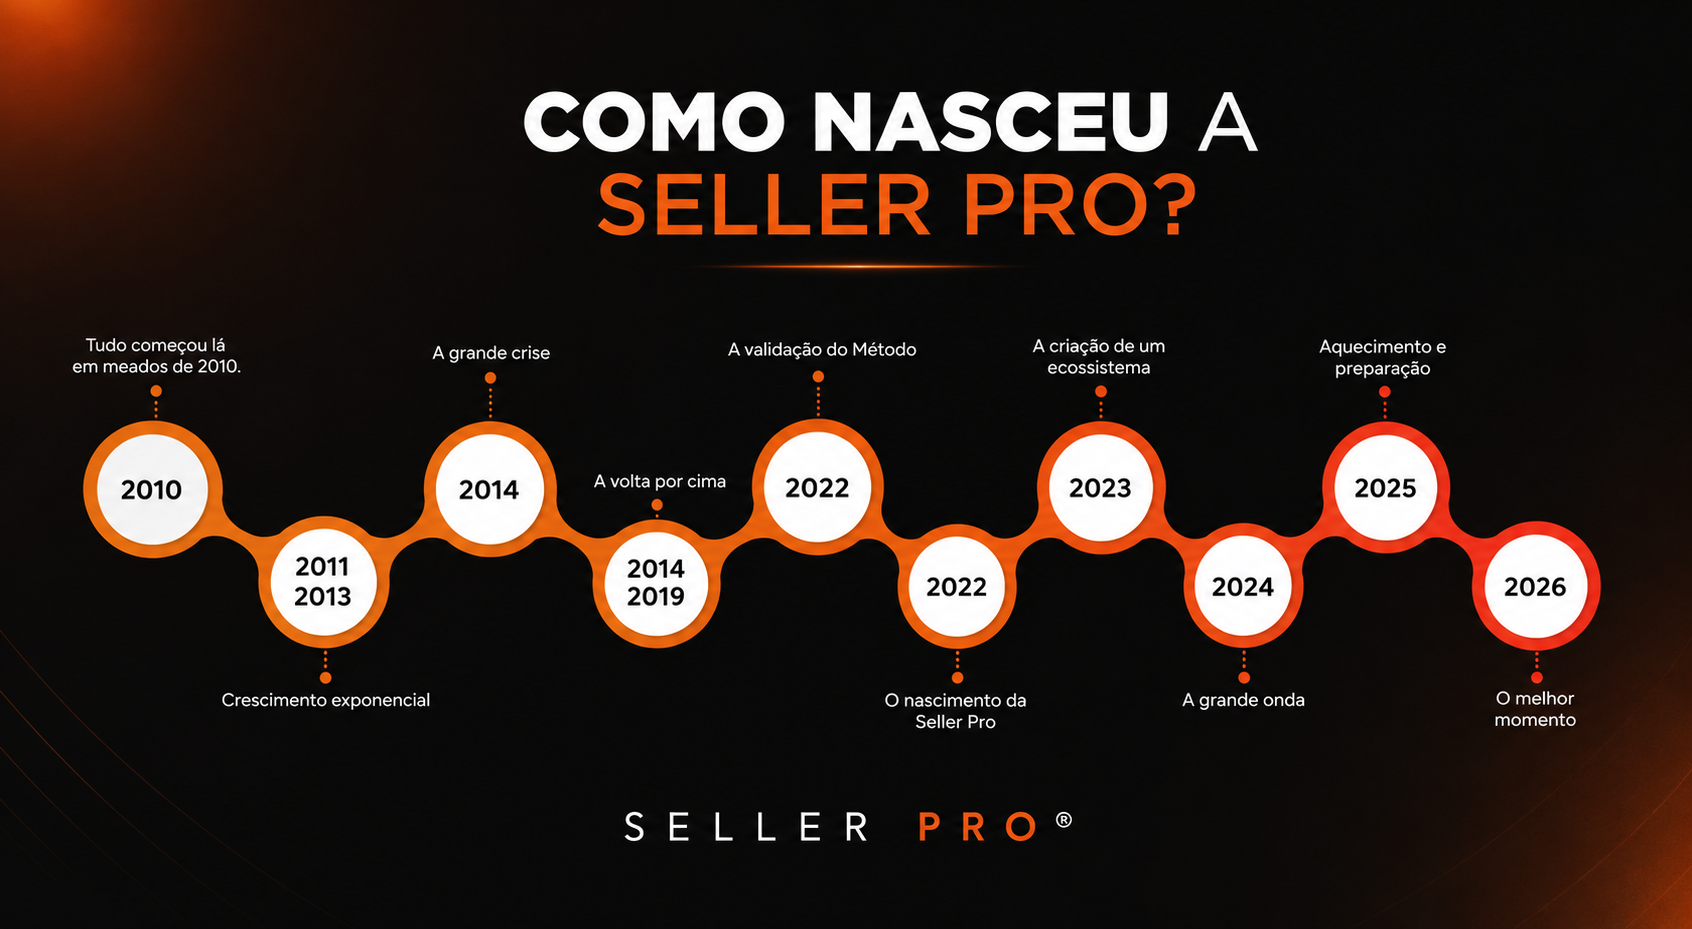 COMO NASCEU A
SELLER PRO?
Tudo começou lá
em meados de 2010.
2010
2011
2013
Crescimento exponencial
A grande crise
2014
A volta por cima
2014
2019
A validação do Método
2022
2022
O nascimento da
Seller Pro
A criação de um
ecossistema
2023
2024
A grande onda
Aquecimento e
preparação
2025
2026
O melhor
momento
SELLER PRO®